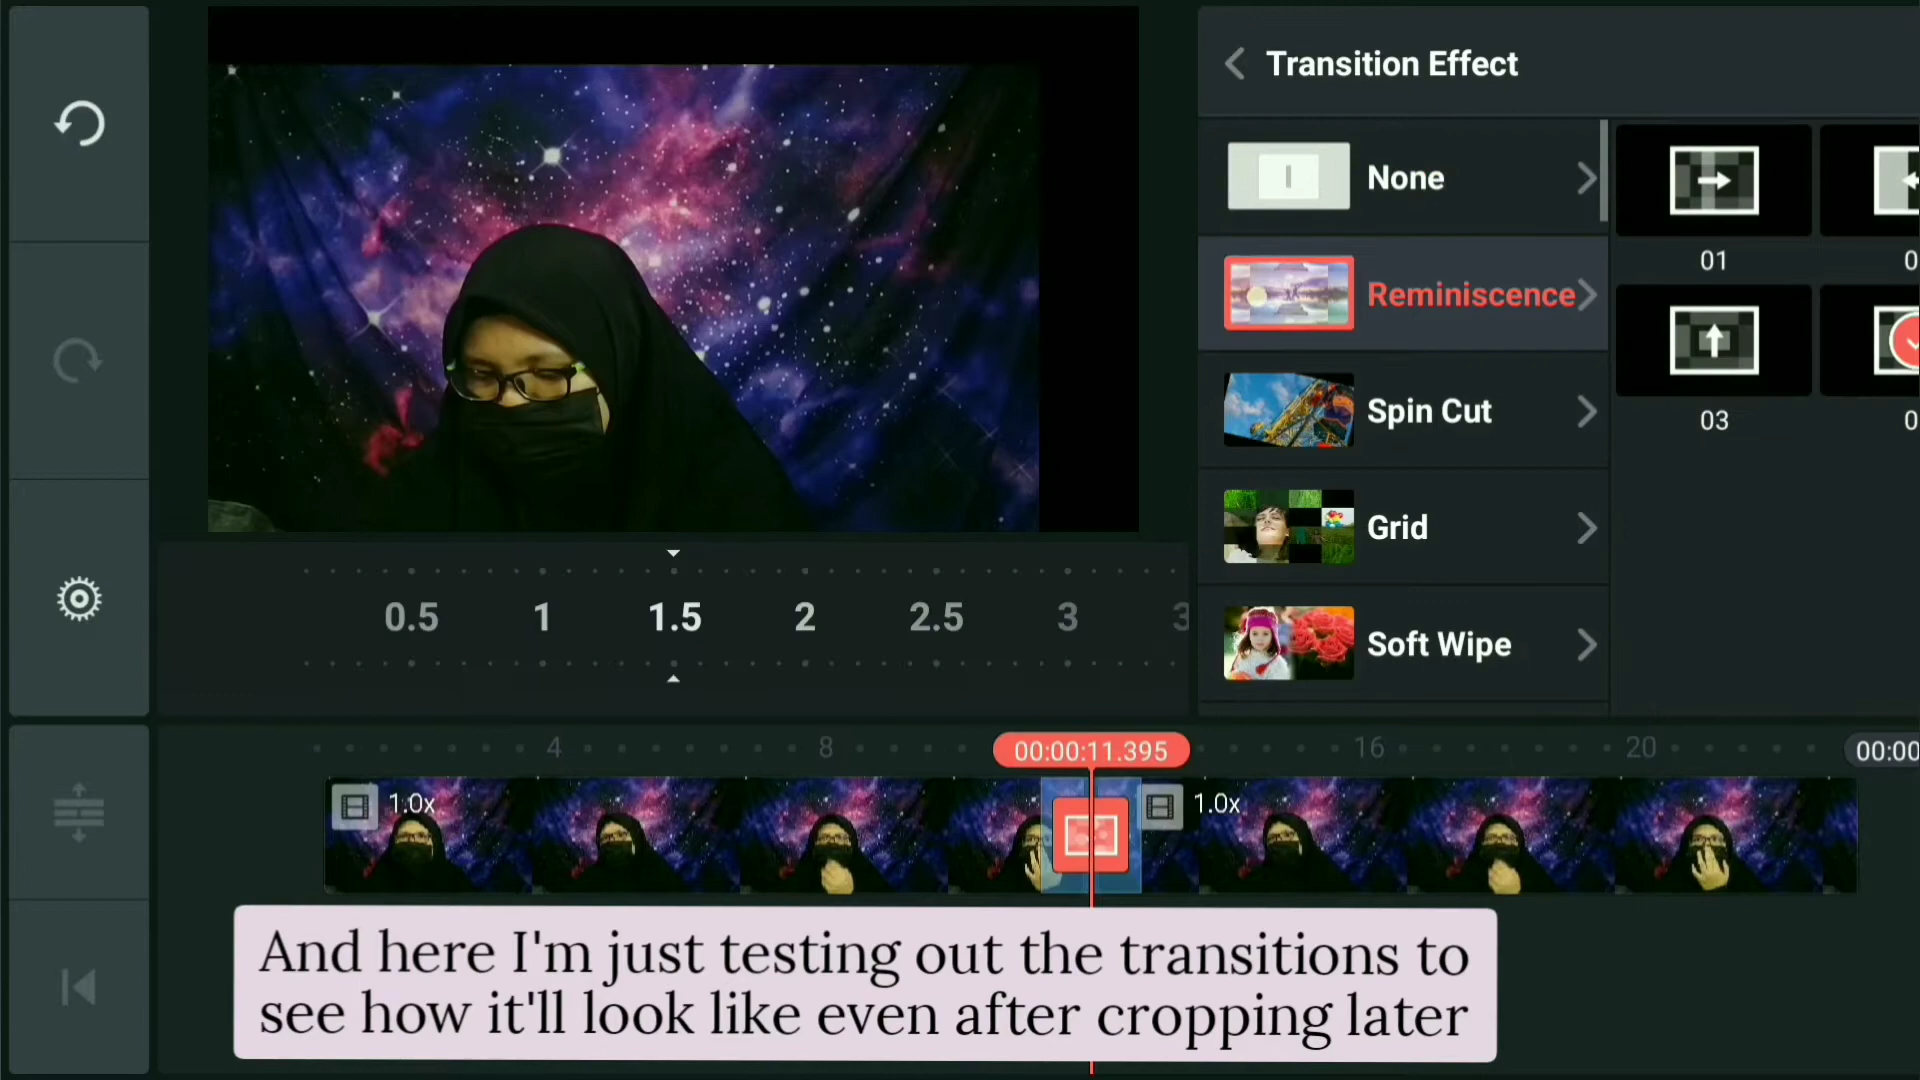 Transition Effect
None
01
0
Reminiscence
Spin Cut
03
0
Grid
Soft Wipe
0.5 1 1.5 2 2.5 3
4 8 00:00:11.395 16 20 00:00
1.0x 1.0x
And here I'm just testing out the transitions to
see how it'll look like even after cropping later